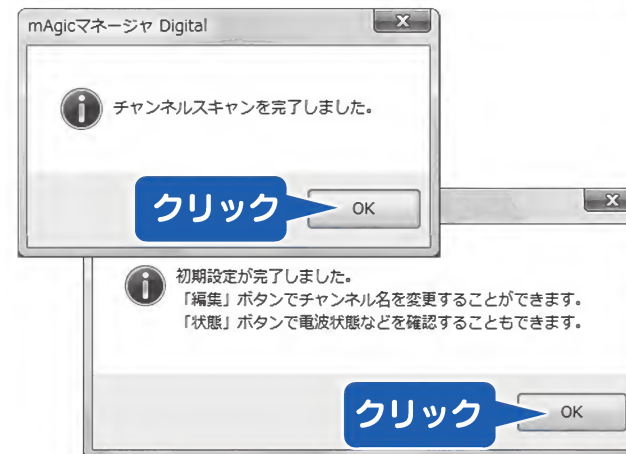 mAgicマネージャ Digital
チャンネルスキャンを完了しました。
クリック
OK
初期設定が完了しました。
「編集」ボタンでチャンネル名を変更することができます。
「状態」ボタンで電波状態などを確認することもできます。
クリック
OK